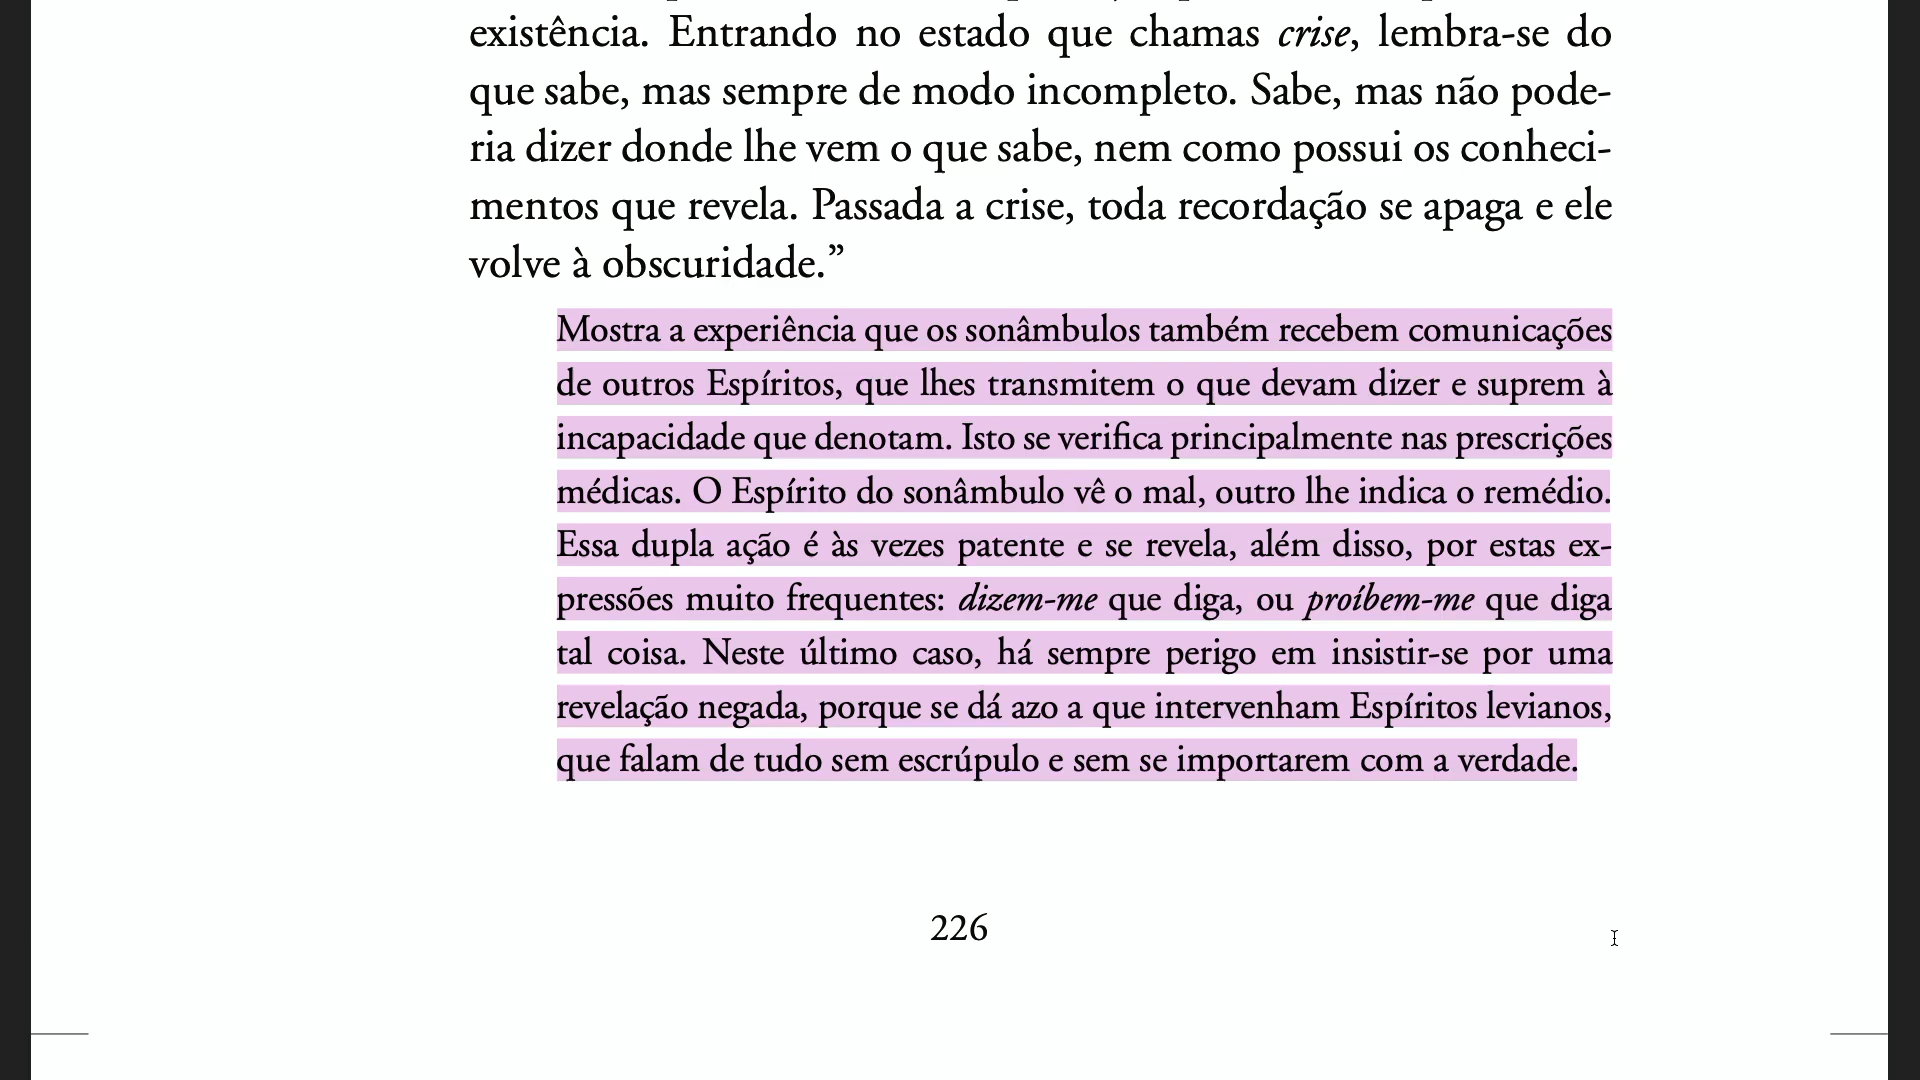 existência. Entrando no estado que chamas crise, lembra-se do
que sabe, mas sempre de modo incompleto. Sabe, mas não pode-
ria dizer donde lhe vem o que sabe, nem como possui os conheci-
mentos que revela. Passada a crise, toda recordação se apaga e ele
volve à obscuridade.”
Mostra a experiência que os sonâmbulos também recebem comunicações
de outros Espíritos, que lhes transmitem o que devam dizer e suprem à
incapacidade que denotam. Isto se verifica principalmente nas prescrições
médicas. O Espírito do sonâmbulo vê o mal, outro lhe indica o remédio.
Essa dupla ação é às vezes patente e se revela, além disso, por estas ex-
pressões muito frequentes: dizem-me que diga, ou proíbem-me que diga
tal coisa. Neste último caso, há sempre perigo em insistir-se por uma
revelação negada, porque se dá azo a que intervenham Espíritos levianos,
que falam de tudo sem escrúpulo e sem se importarem com a verdade.
226